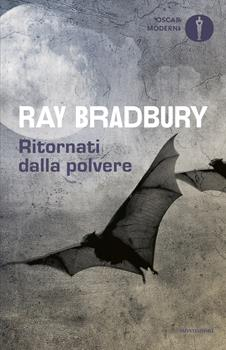 OSCAR
MODERNI
RAY BRADBURY
Ritornati
dalla polvere
MONDADORI